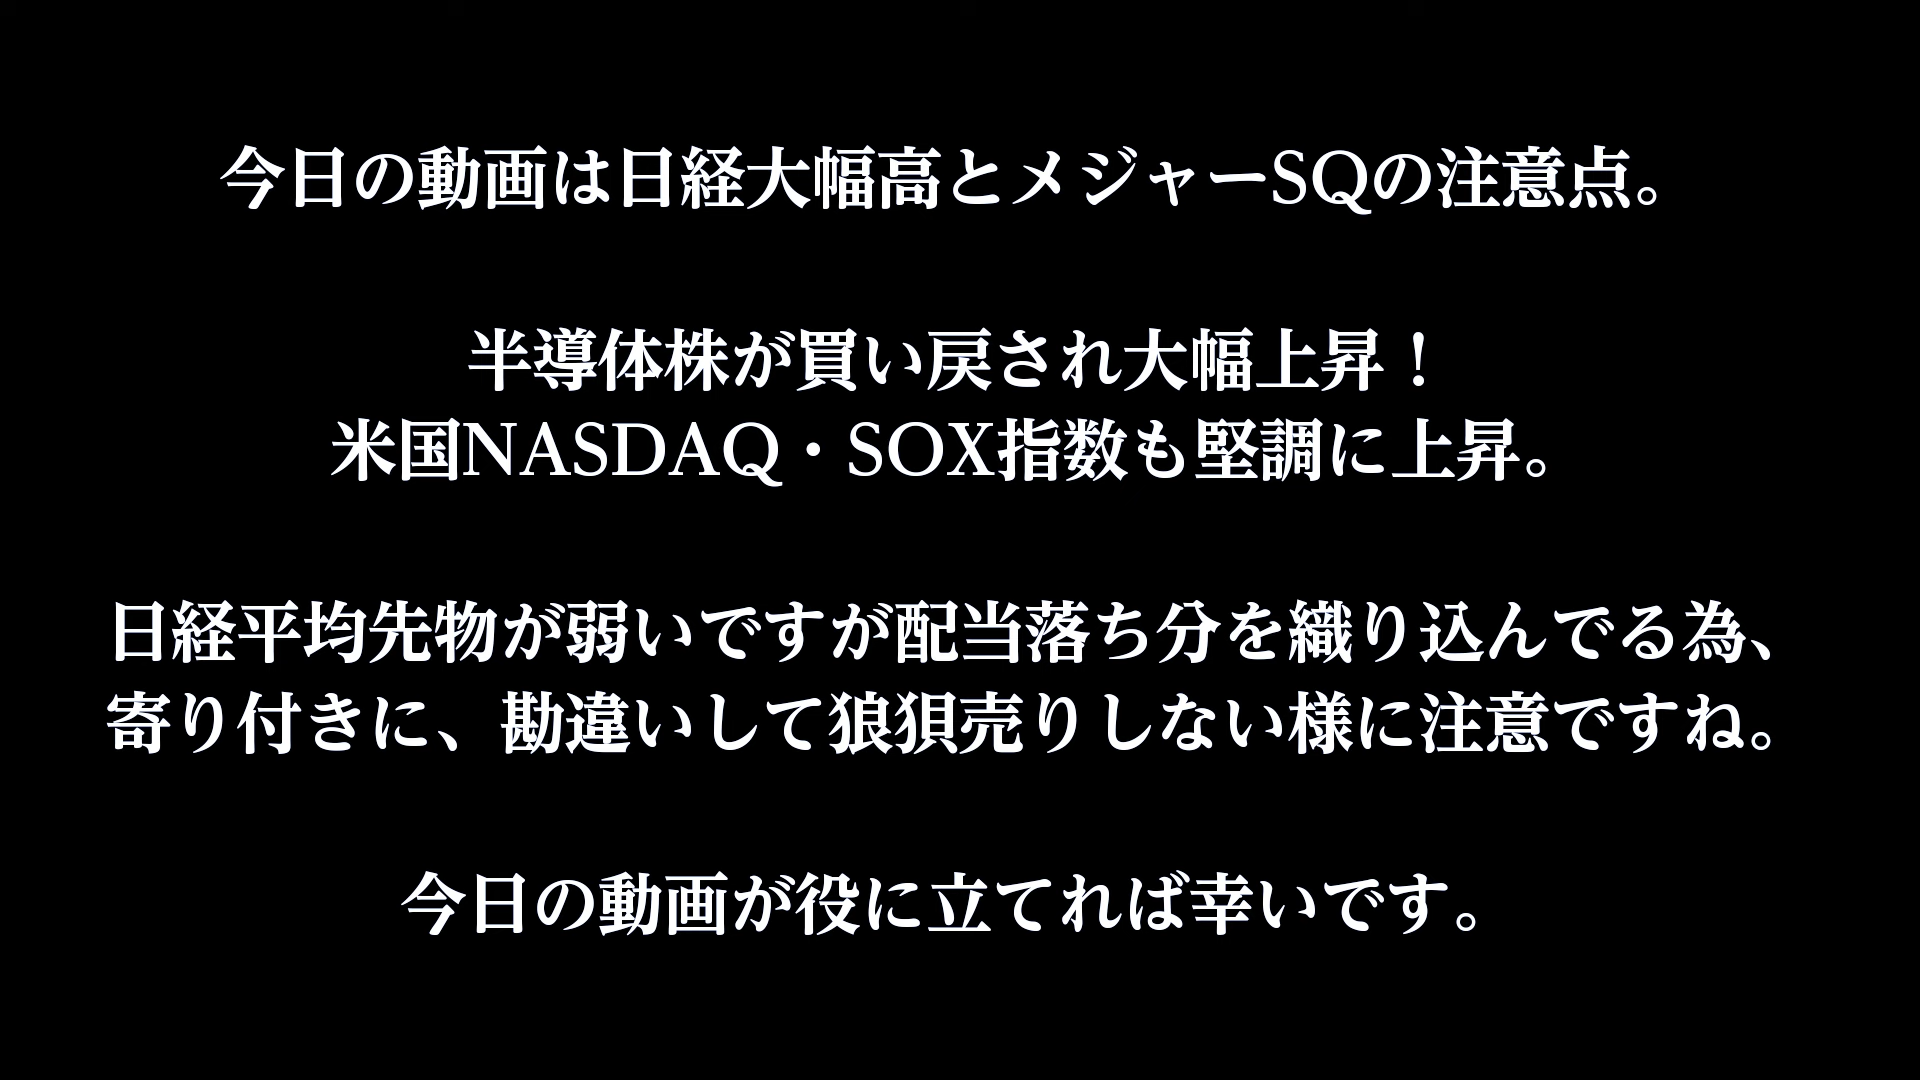 今日の動画は日経大幅高とメジャーSQの注意点。
半導体株が買い戻され大幅上昇！
米国NASDAQ・SOX指数も堅調に上昇。
日経平均先物が弱いですが配当落ち分を織り込んでる為、
寄り付きに、勘違いして狼狽売りしない様に注意ですね。
今日の動画が役に立てれば幸いです。